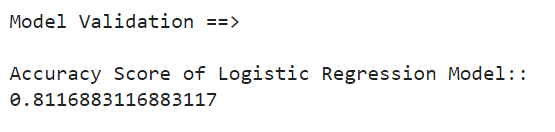 Model Validation ==>
Accuracy Score of Logistic Regression Model::
0.8116883116883117